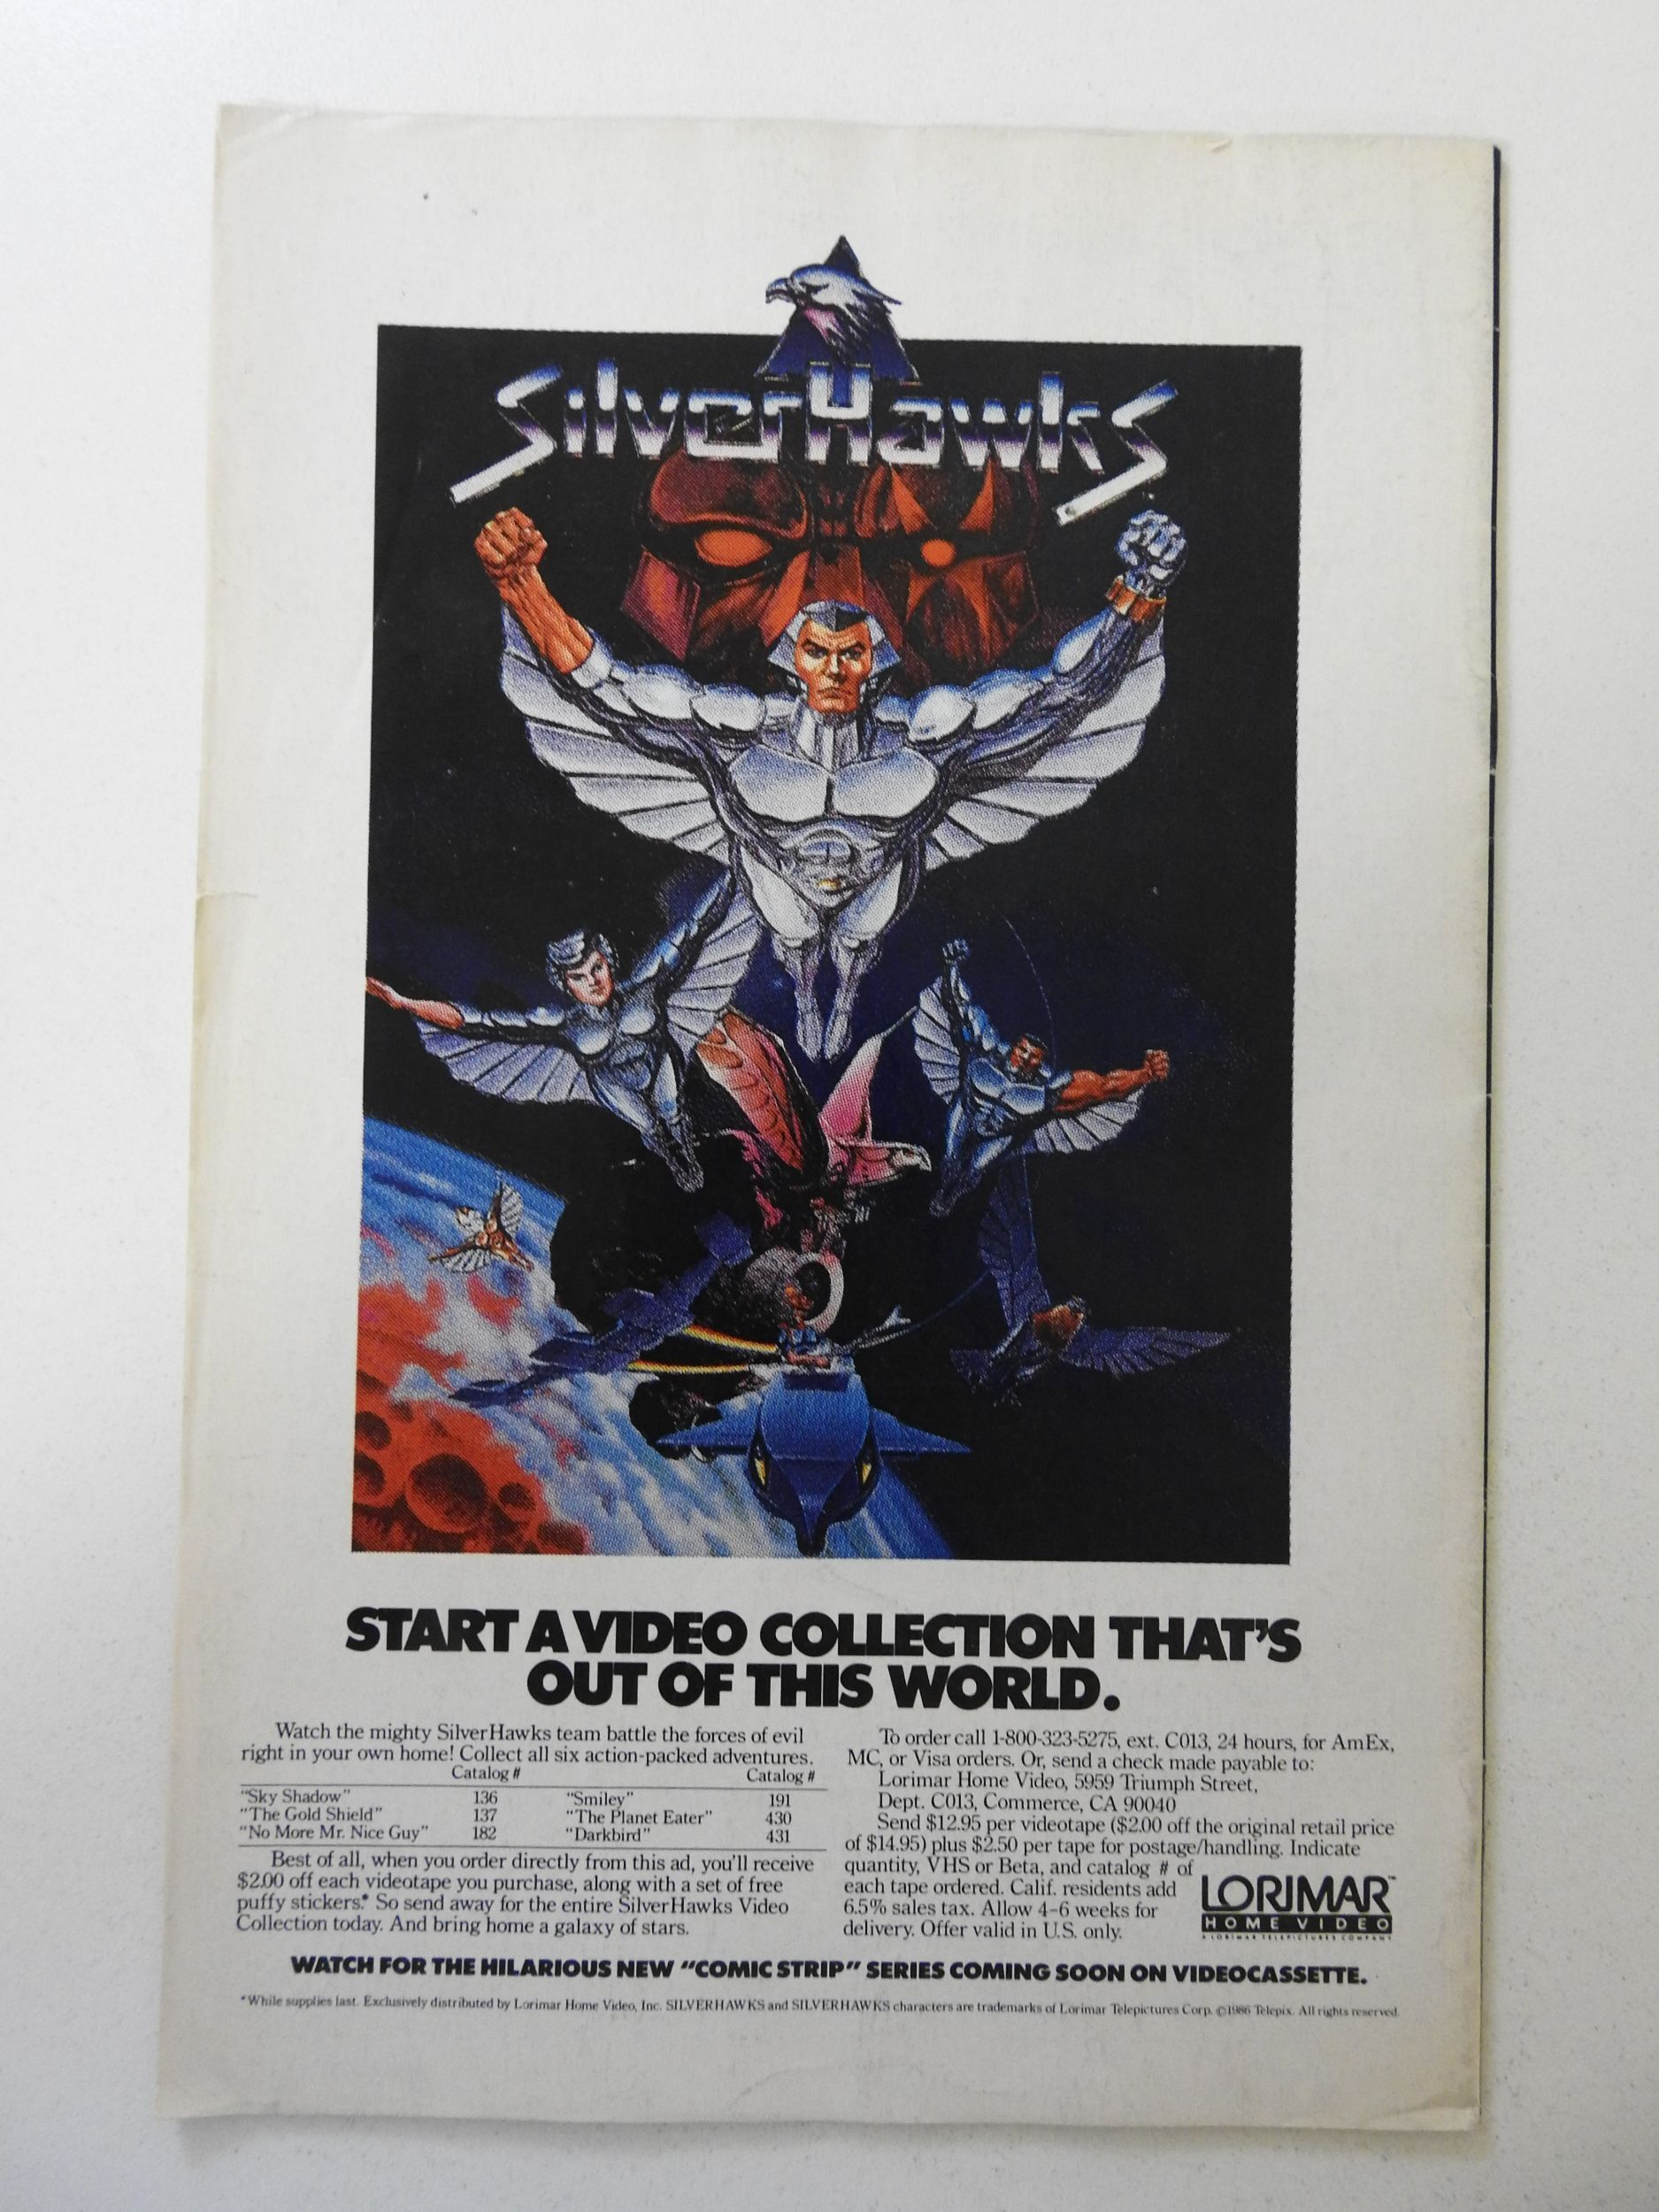 SilverHawks
START A VIDEO COLLECTION THAT'S
OUT OF THIS WORLD.
Watch the mighty SilverHawks team battle the forces of evil
right in your own home! Collect all six action-packed adventures.
Catalog # Catalog #
"Sky Shadow" 136 "Smiley" 191
"The Gold Shield" 137 "The Planet Eater" 430
"No More Mr. Nice Guy" 182 "Darkbird" 431
Best of all, when you order directly from this ad, you'll receive
$2.00 off each videotape you purchase, along with a set of free
puffy stickers.* So send away for the entire SilverHawks Video
Collection today. And bring home a galaxy of stars.
To order call 1-800-323-5275, ext. C013, 24 hours, for AmEx,
MC, or Visa orders. Or, send a check made payable to:
Lorimar Home Video, 5959 Triumph Street,
Dept. C013, Commerce, CA 90040
Send $12.95 per videotape ($2.00 off the original retail price
of $14.95) plus $2.50 per tape for postage/handling. Indicate
quantity, VHS or Beta, and catalog # of
each tape ordered. Calif. residents add
6.5% sales tax. Allow 4-6 weeks for
delivery. Offer valid in U.S. only.
LORIMAR™
HOME VIDEO
A LORIMAR TELEPICTURES COMPANY
WATCH FOR THE HILARIOUS NEW "COMIC STRIP" SERIES COMING SOON ON VIDEOCASSETTE.
*While supplies last. Exclusively distributed by Lorimar Home Video, Inc. SILVERHAWKS and SILVERHAWKS characters are trademarks of Lorimar Telepictures Corp. ©1986 Telepix. All rights reserved.